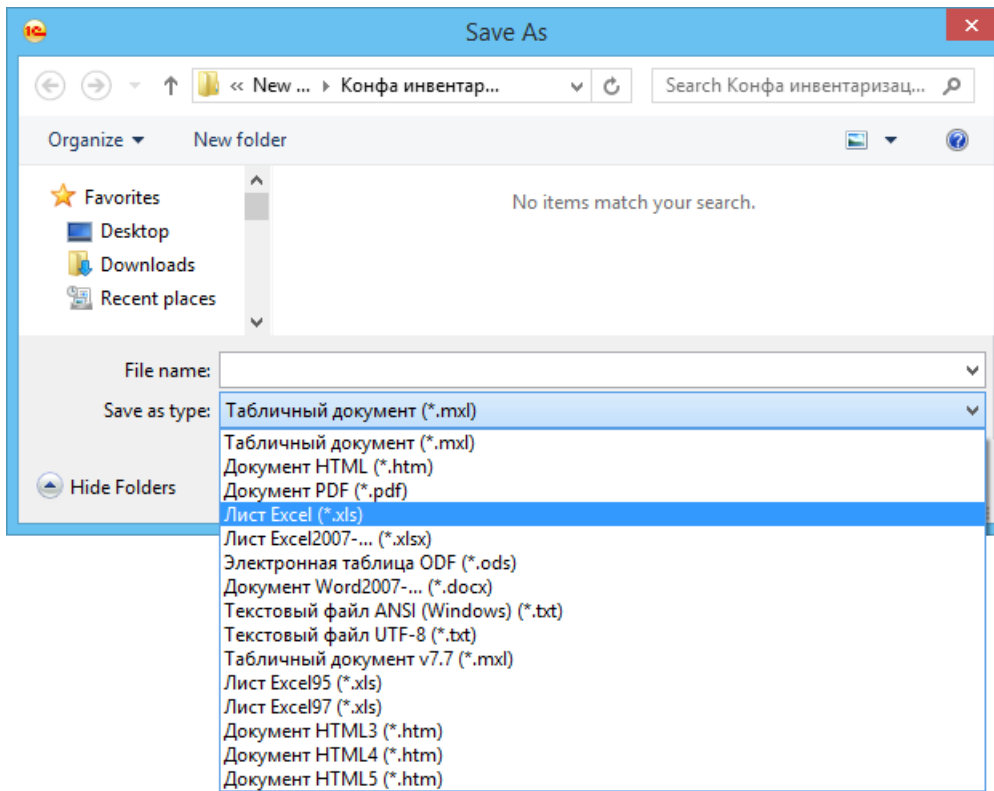 1С
Save As
« New ... Конфа инвентар...
Search Конфа инвентаризац...
Organize
New folder
Favorites
Desktop
Downloads
Recent places
No items match your search.
File name:
Save as type: Табличный документ (*.mxl)
Hide Folders
Табличный документ (*.mxl)
Документ HTML (*.htm)
Документ PDF (*.pdf)
Лист Excel (*.xls)
Лист Excel2007-... (*.xlsx)
Электронная таблица ODF (*.ods)
Документ Word2007-... (*.docx)
Текстовый файл ANSI (Windows) (*.txt)
Текстовый файл UTF-8 (*.txt)
Табличный документ v7.7 (*.mxl)
Лист Excel95 (*.xls)
Лист Excel97 (*.xls)
Документ HTML3 (*.htm)
Документ HTML4 (*.htm)
Документ HTML5 (*.htm)